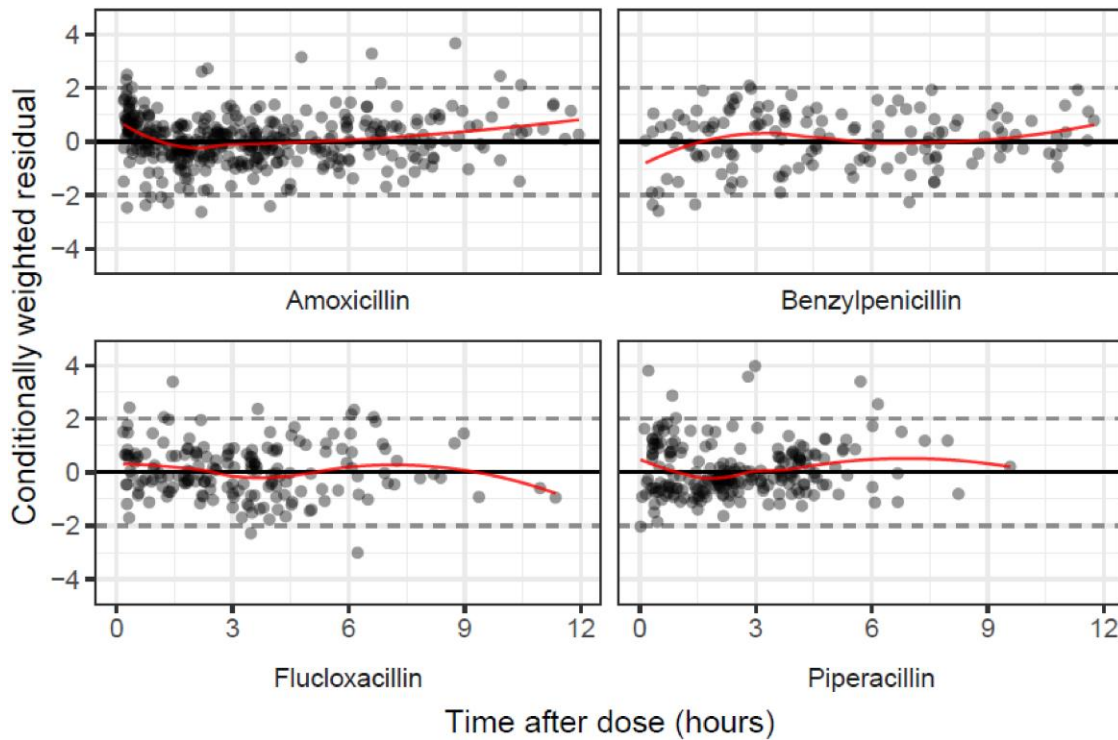 Conditionally weighted residual
4
2
0
−2
−4
Amoxicillin
Benzylpenicillin
4
2
0
−2
−4
0 3 6 9 12
0 3 6 9 12
Flucloxacillin
Piperacillin
Time after dose (hours)